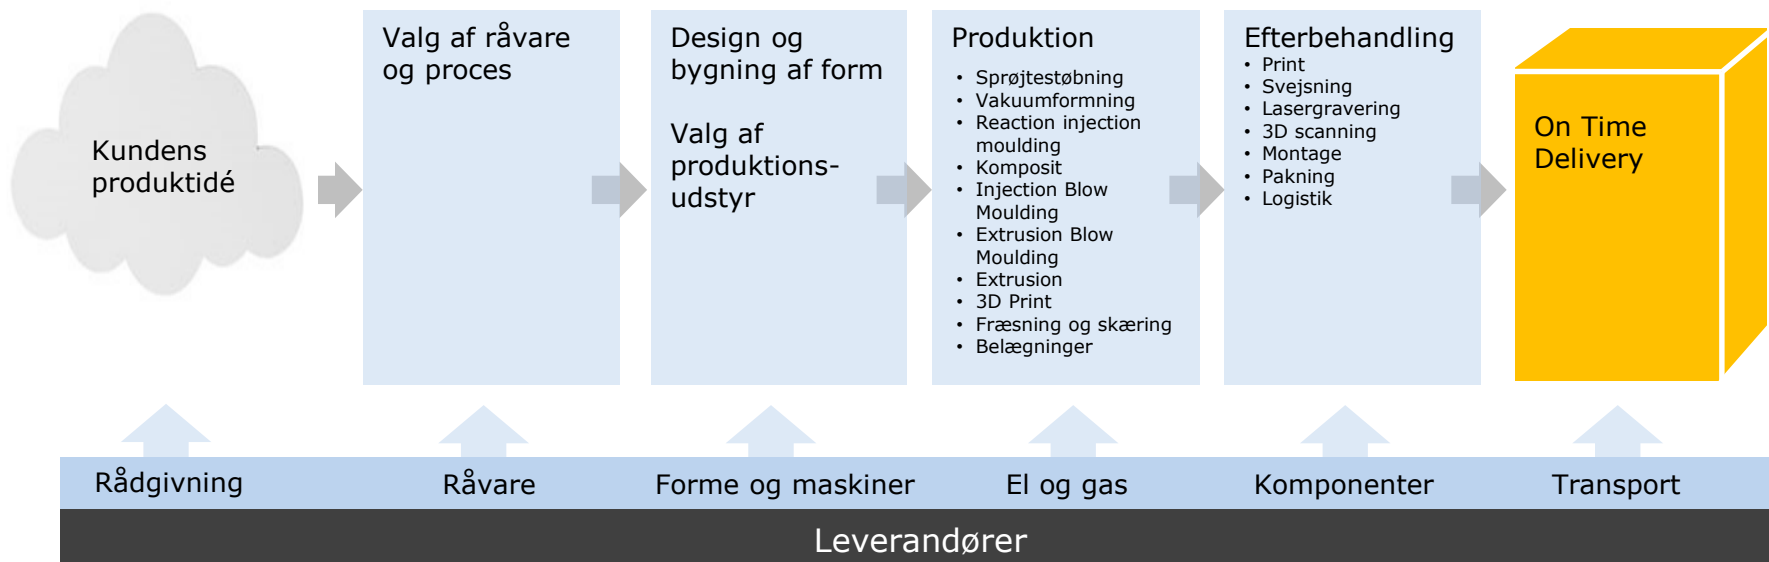 Kundens
produktidé
Valg af råvare
og proces
Design og
bygning af form
Valg af
produktions-
udstyr
Produktion
• Sprøjtestøbning
• Vakuumformning
• Reaction injection
moulding
• Komposit
• Injection Blow
Moulding
• Extrusion Blow
Moulding
• Extrusion
• 3D Print
• Fræsning og skæring
• Belægninger
Efterbehandling
• Print
• Svejsning
• Lasergravering
• 3D scanning
• Montage
• Pakning
• Logistik
On Time
Delivery
Rådgivning
Råvare
Forme og maskiner
El og gas
Komponenter
Transport
Leverandører